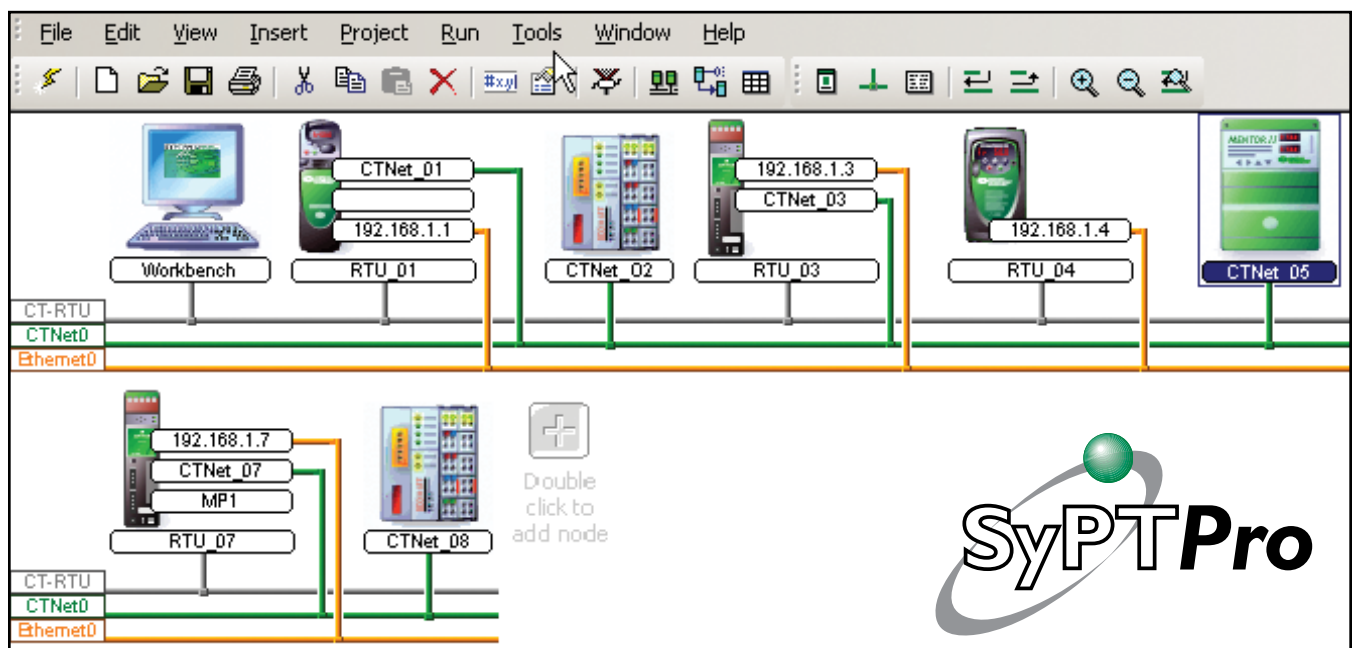 File Edit View Insert Project Run Tools Window Help
#xyl
MENTOR II
CTNet_01
192.168.1.1
192.168.1.3
CTNet_03
192.168.1.4
Workbench RTU_01 CTNet_02 RTU_03 RTU_04 CTNet_05
CT-RTU
CTNet0
Ethernet0
192.168.1.7
CTNet_07
MP1
RTU_07 CTNet_08
Double
click to
add node
SyPTPro
CT-RTU
CTNet0
Ethernet0